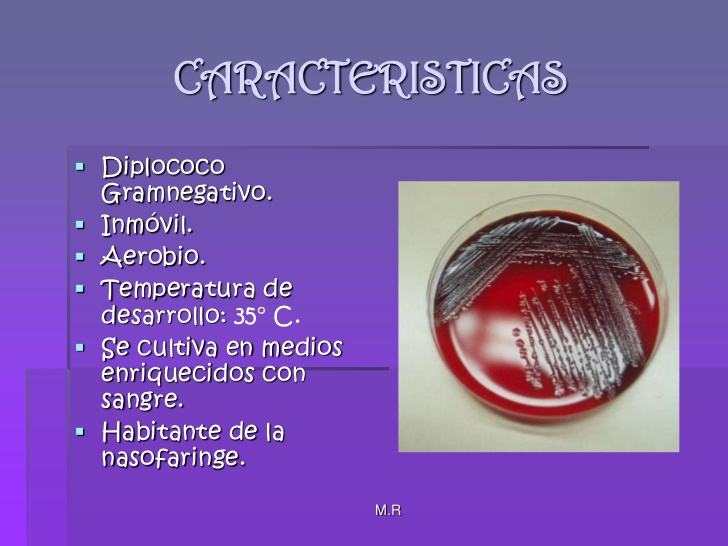 CARACTERISTICAS
Diplococo
Gramnegativo.
Inmóvil.
Aerobio.
Temperatura de
desarrollo: 35° C.
Se cultiva en medios
enriquecidos con
sangre.
Habitante de la
nasofaringe.
M.R